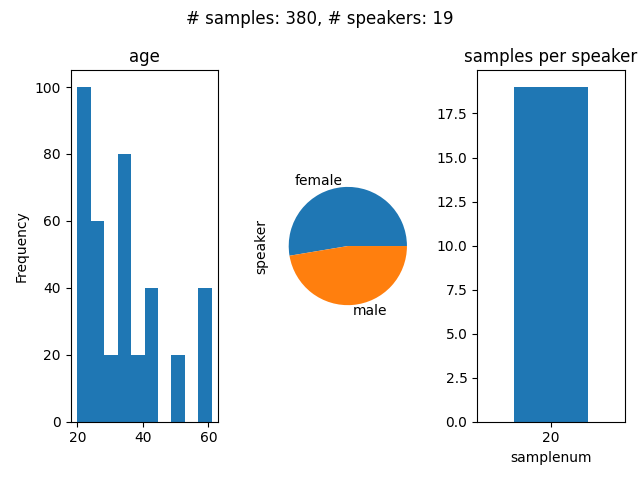 # samples: 380, # speakers: 19
age
Frequency
100
80
60
40
20
0
20 40 60
speaker
female
male
samples per speaker
17.5
15.0
12.5
10.0
7.5
5.0
2.5
0.0
20
samplenum